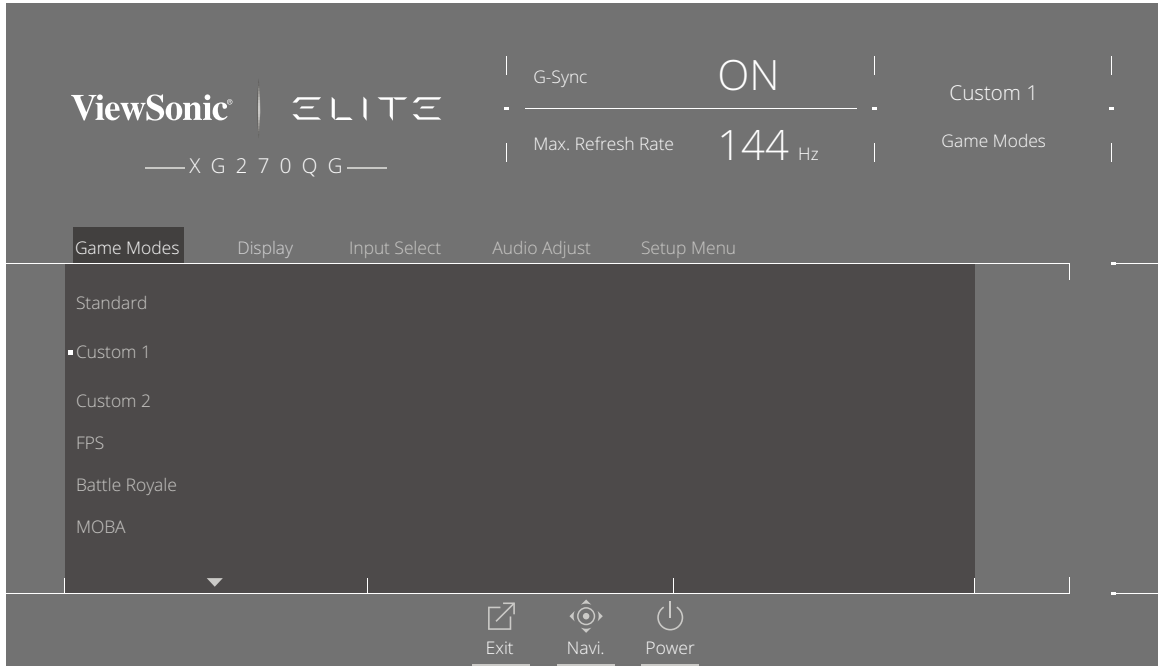 ViewSonic® ELITE
XG270QG
G-Sync ON
Max. Refresh Rate 144 Hz
Custom 1
Game Modes
Game Modes Display Input Select Audio Adjust Setup Menu
Standard
Custom 1
Custom 2
FPS
Battle Royale
MOBA
Exit Navi. Power